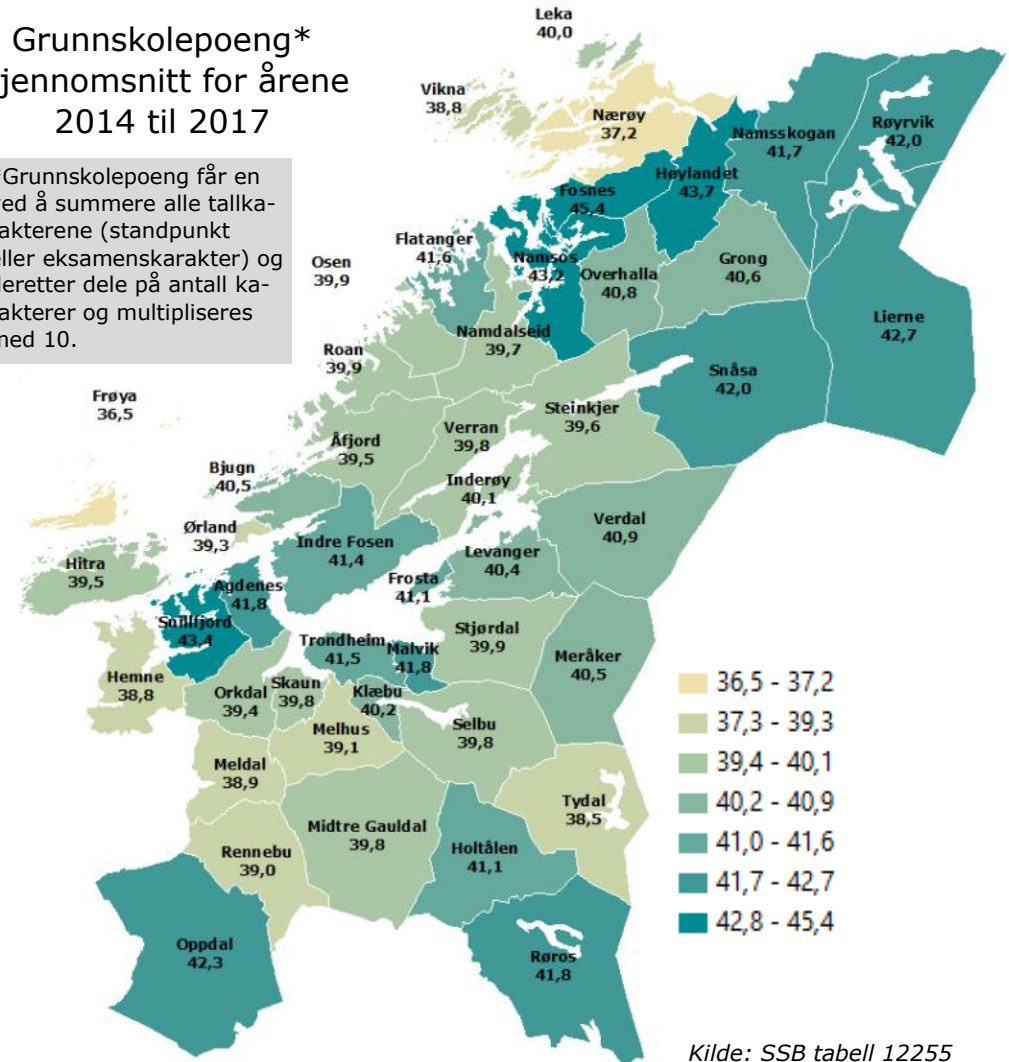 Grunnskolepoeng*
jennomsnitt for årene
2014 til 2017
*Grunnskolepoeng får en
ved å summere alle tallka-
akterene (standpunkt
eller eksamenskarakter) og
deretter dele på antall ka-
akterer og multipliseres
med 10.
Leka
40,0
Vikna
38,8
Nærøy
37,2
Namsskogan
41,7
Røyrvik
42,0
Høylandet
43,7
Fosnes
45,4
Flatanger
41,6
Namsos
43,2
Overhalla
40,8
Grong
40,6
Osen
39,9
Lierne
42,7
Namdalseid
39,7
Roan
39,9
Snåsa
42,0
Frøya
36,5
Steinkjer
39,6
Verran
39,8
Åfjord
39,5
Bjugn
40,5
Inderøy
40,1
Verdal
40,9
Ørland
39,3
Indre Fosen
41,4
Levanger
40,4
Hitra
39,5
Frosta
41,1
Agdenes
41,8
Snillfjord
43,4
Stjørdal
39,9
Trondheim
41,5
Malvik
41,8
Meråker
40,5
Hemne
38,8
Orkdal
39,4
Skaun
39,8
Klæbu
40,2
Selbu
39,8
Melhus
39,1
Meldal
38,9
Tydal
38,5
Midtre Gauldal
39,8
Holtålen
41,1
Rennebu
39,0
Oppdal
42,3
Røros
41,8
36,5 - 37,2
37,3 - 39,3
39,4 - 40,1
40,2 - 40,9
41,0 - 41,6
41,7 - 42,7
42,8 - 45,4
Kilde: SSB tabell 12255